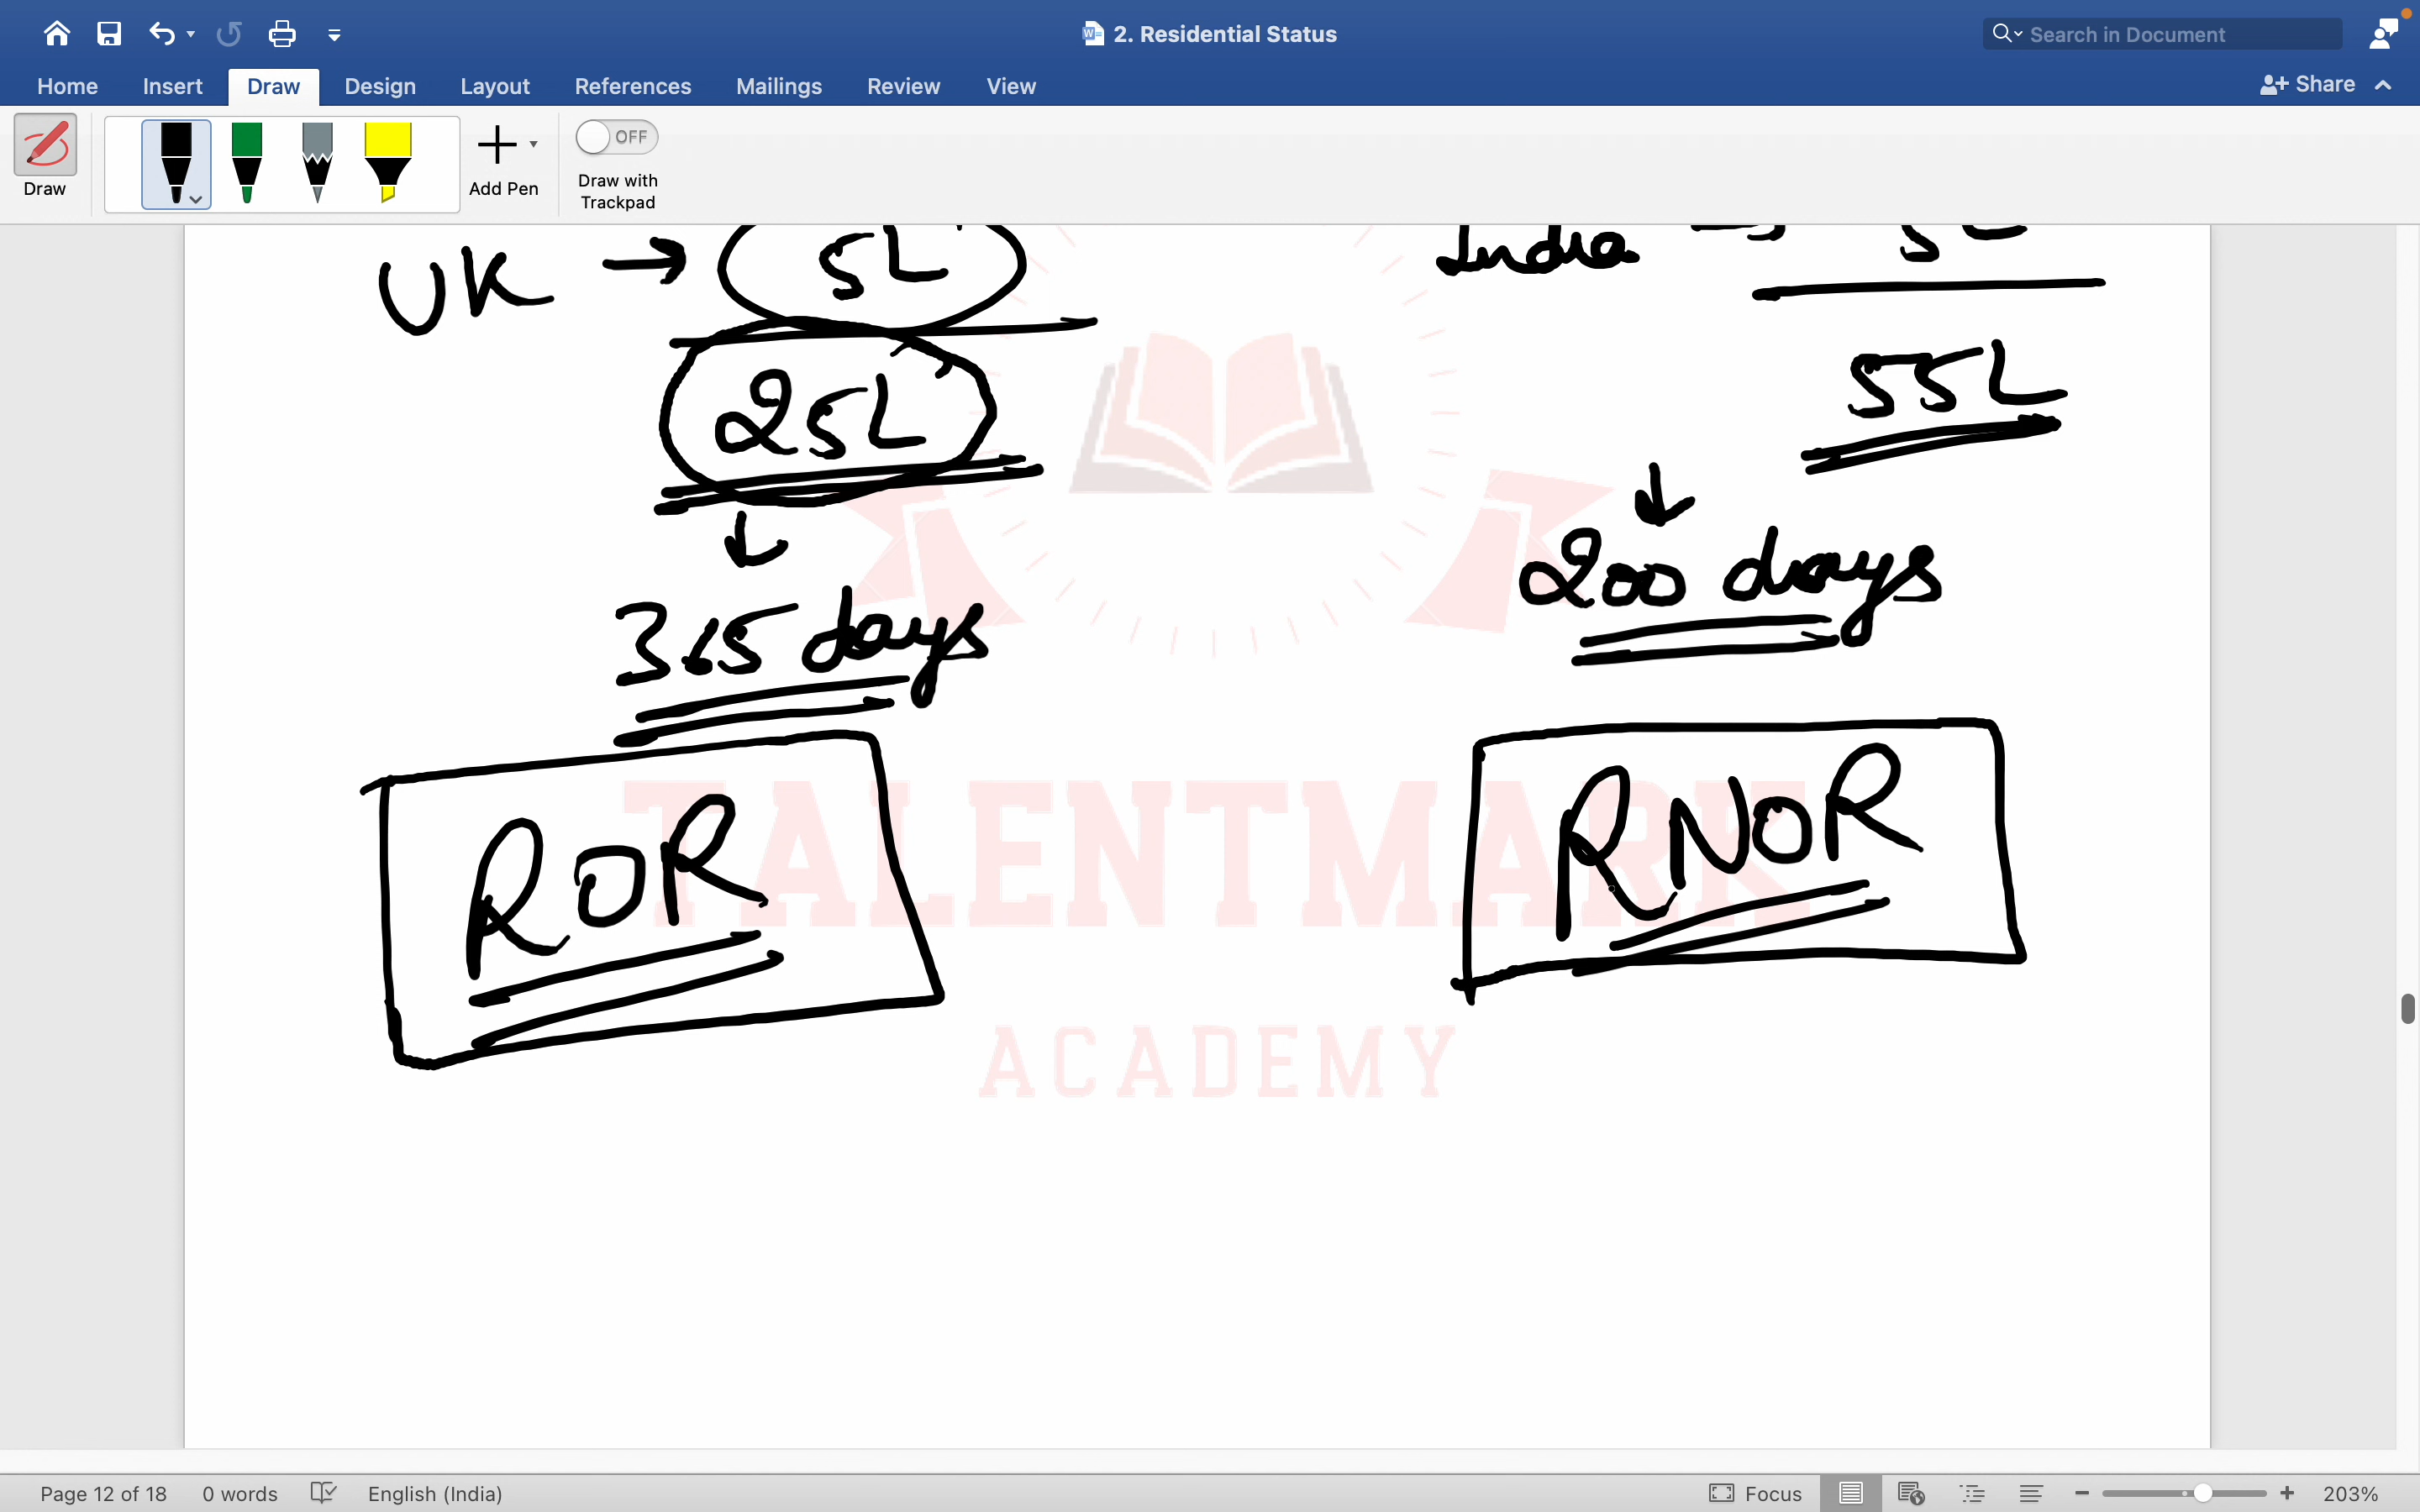 2. Residential Status
Search in Document
Home Insert Draw Design Layout References Mailings Review View
Share
Draw
Add Pen
OFF
Draw with
Trackpad
UK → 5L
India → 5L
25L
55L
365 days
200 days
ROR
RNOR
TALENTMARK
ACADEMY
Page 12 of 18 0 words English (India) Focus 203%